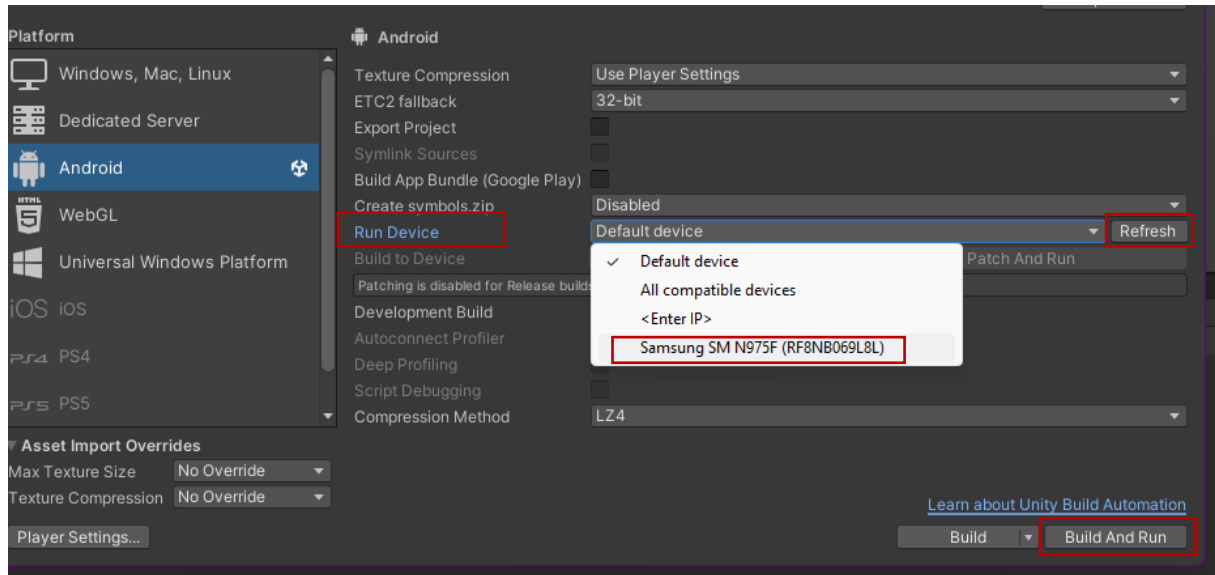 Platform
Windows, Mac, Linux
Dedicated Server
Android
HTML
5
WebGL
Universal Windows Platform
iOS iOS
PS4 PS4
PS5 PS5
Android
Texture Compression Use Player Settings
ETC2 fallback 32-bit
Export Project
Symlink Sources
Build App Bundle (Google Play)
Create symbols.zip Disabled
Run Device Default device Refresh
Build to Device Patch And Run
Patching is disabled for Release builds
Default device
All compatible devices
<Enter IP>
Samsung SM N975F (RF8NB069L8L)
Development Build
Autoconnect Profiler
Deep Profiling
Script Debugging
Compression Method LZ4
Asset Import Overrides
Max Texture Size No Override
Texture Compression No Override
Learn about Unity Build Automation
Player Settings... Build Build And Run